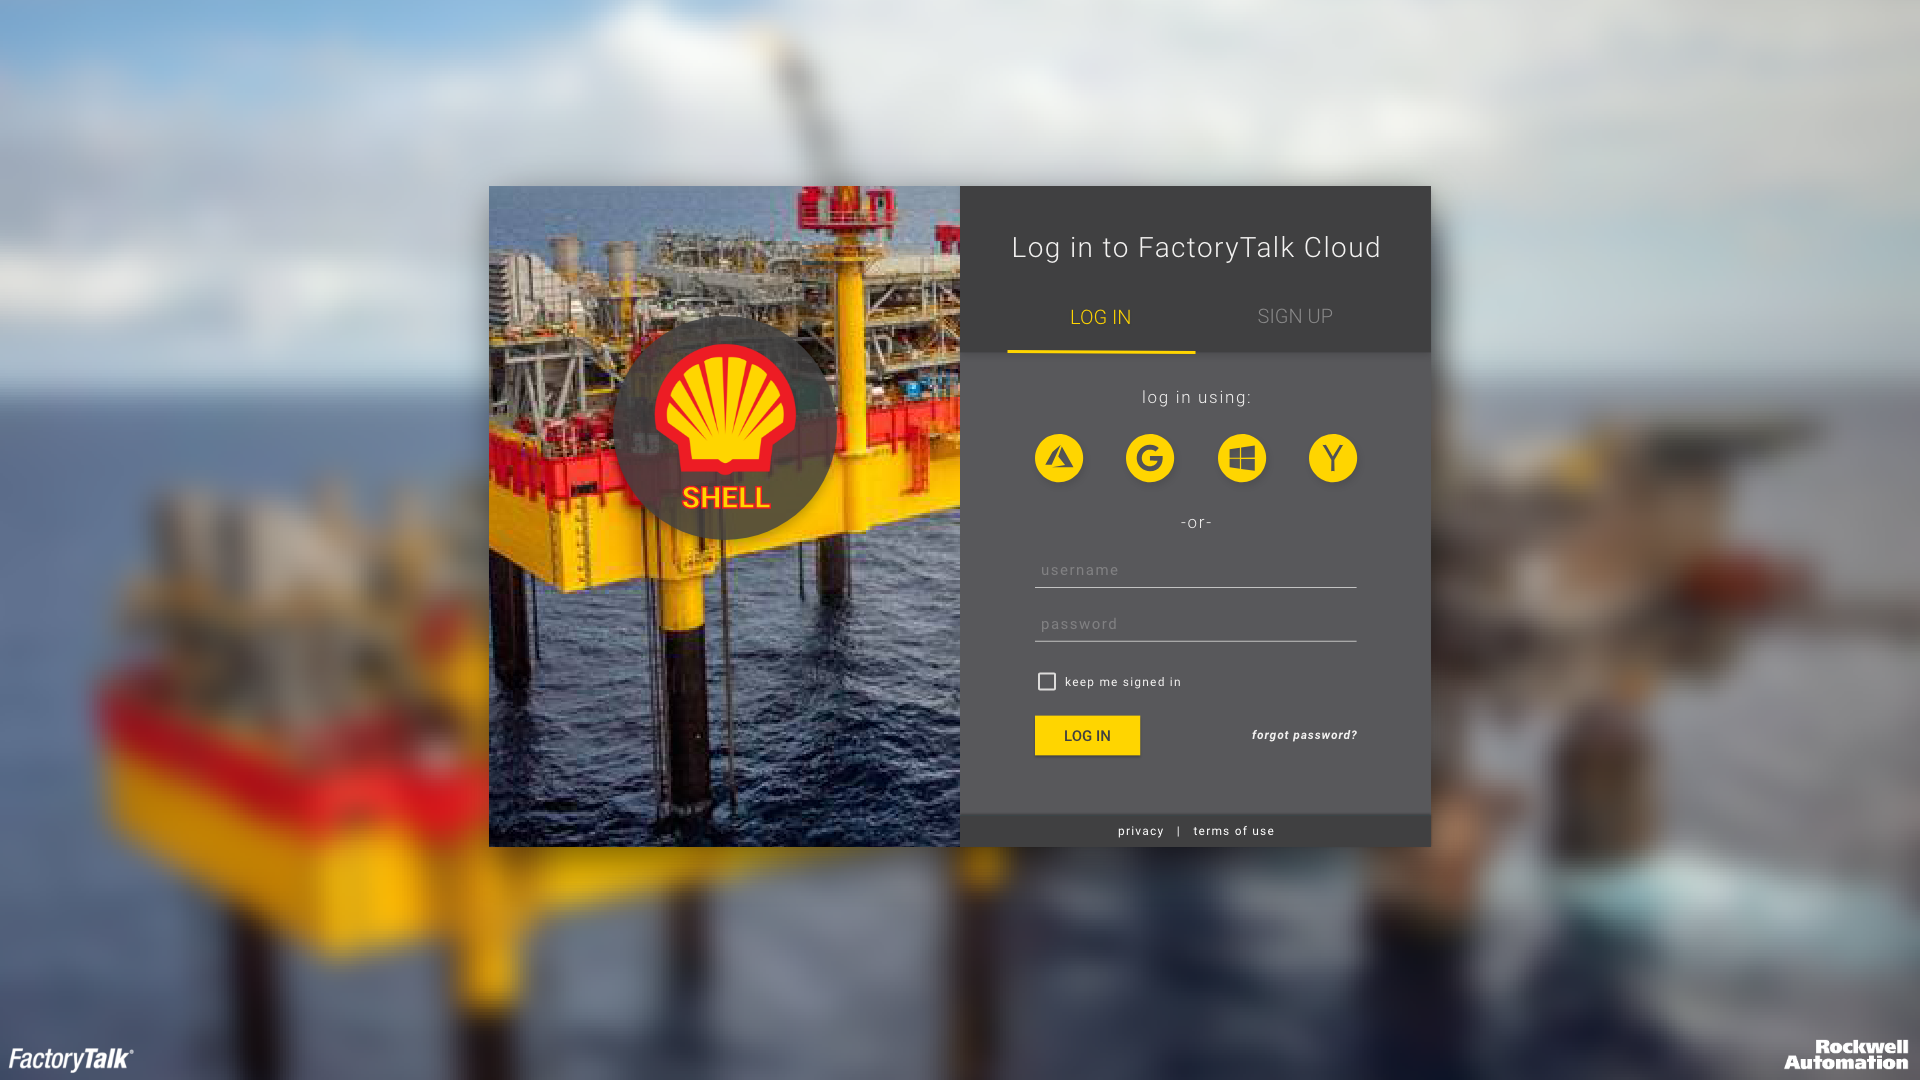 Log in to FactoryTalk Cloud
LOG IN
SIGN UP
log in using:
-or-
username
password
keep me signed in
LOG IN
forgot password?
privacy | terms of use
SHELL
FactoryTalk
Rockwell
Automation